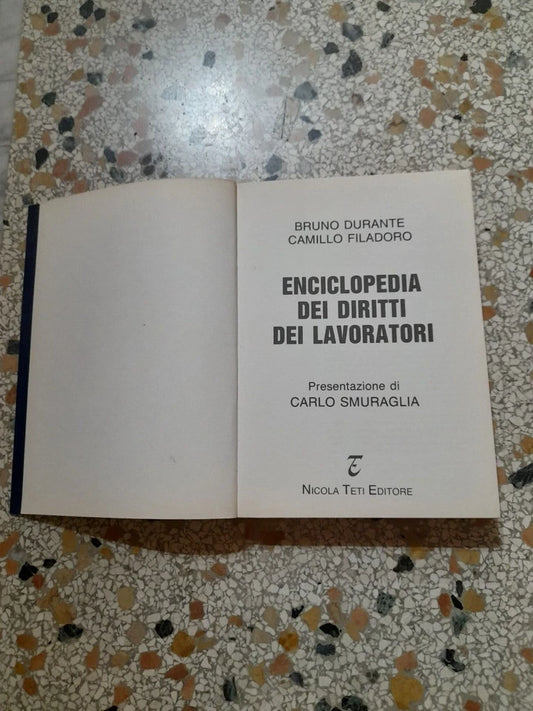 BRUNO DURANTE
CAMILLO FILADORO
ENCICLOPEDIA
DEI DIRITTI
DEI LAVORATORI
Presentazione di
CARLO SMURAGLIA
NICOLA TETI EDITORE